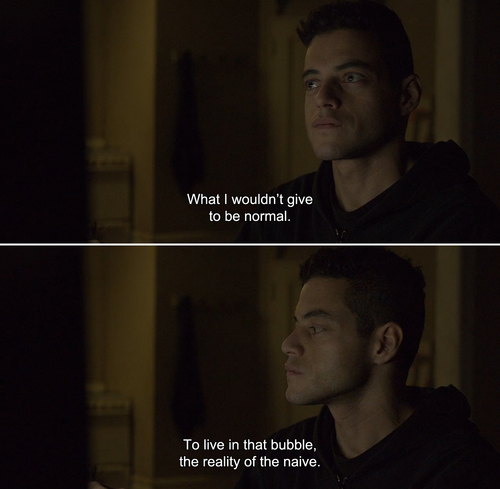 What I wouldn't give
to be normal.
To live in that bubble,
the reality of the naive.